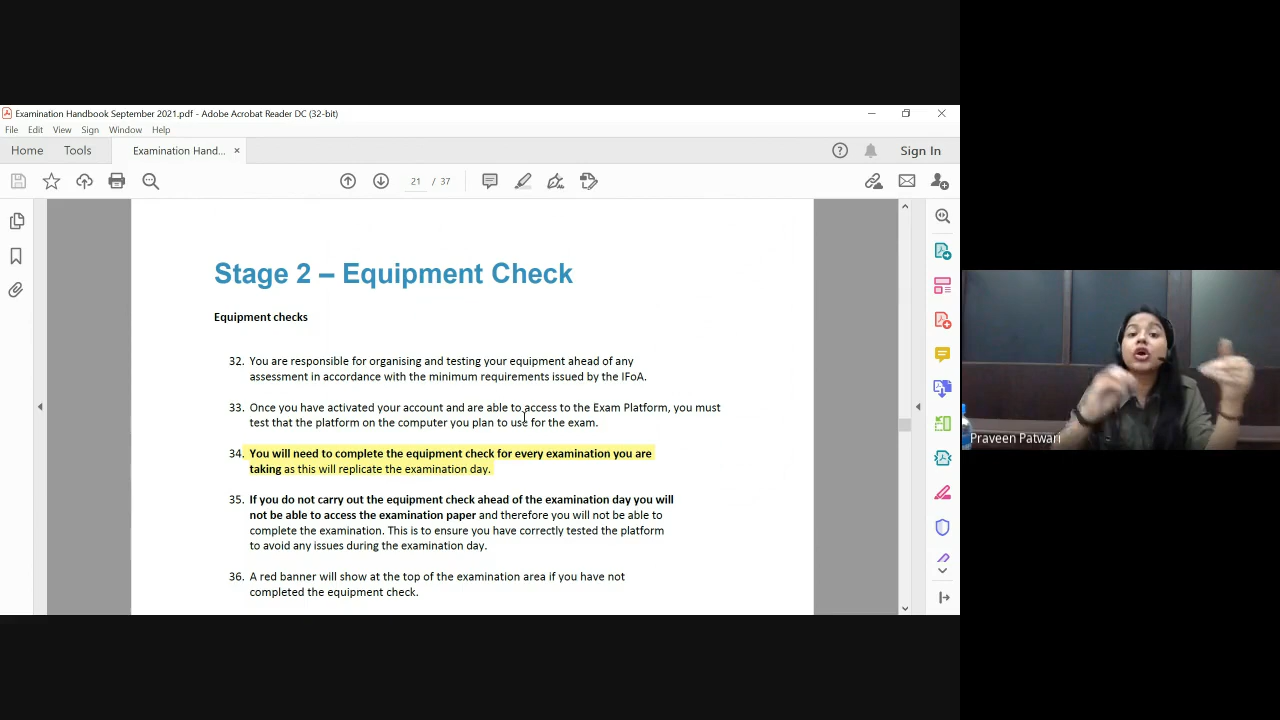 Examination Handbook September 2021.pdf - Adobe Acrobat Reader DC (32-bit)
File Edit View Sign Window Help
Home Tools Examination Hand... × Sign In
21 / 37
Stage 2 – Equipment Check
Equipment checks
32. You are responsible for organising and testing your equipment ahead of any
assessment in accordance with the minimum requirements issued by the IFoA.
33. Once you have activated your account and are able to access to the Exam Platform, you must
test that the platform on the computer you plan to use for the exam.
34. You will need to complete the equipment check for every examination you are
taking as this will replicate the examination day.
35. If you do not carry out the equipment check ahead of the examination day you will
not be able to access the examination paper and therefore you will not be able to
complete the examination. This is to ensure you have correctly tested the platform
to avoid any issues during the examination day.
36. A red banner will show at the top of the examination area if you have not
completed the equipment check.
Praveen Patwari